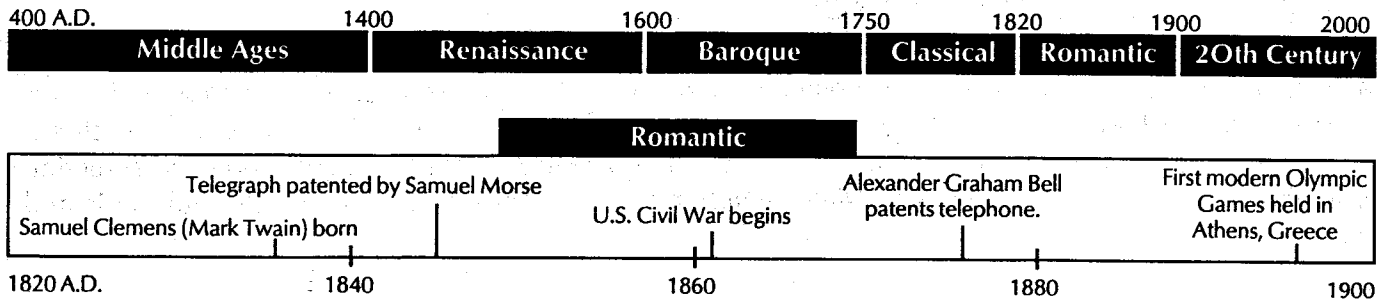 400 A.D. 1400 1600 1750 1820 1900 2000
Middle Ages Renaissance Baroque Classical Romantic 20th Century
Romantic
Telegraph patented by Samuel Morse
Samuel Clemens (Mark Twain) born
U.S. Civil War begins
Alexander Graham Bell
patents telephone.
First modern Olympic
Games held in
Athens, Greece
1820 A.D. 1840 1860 1880 1900